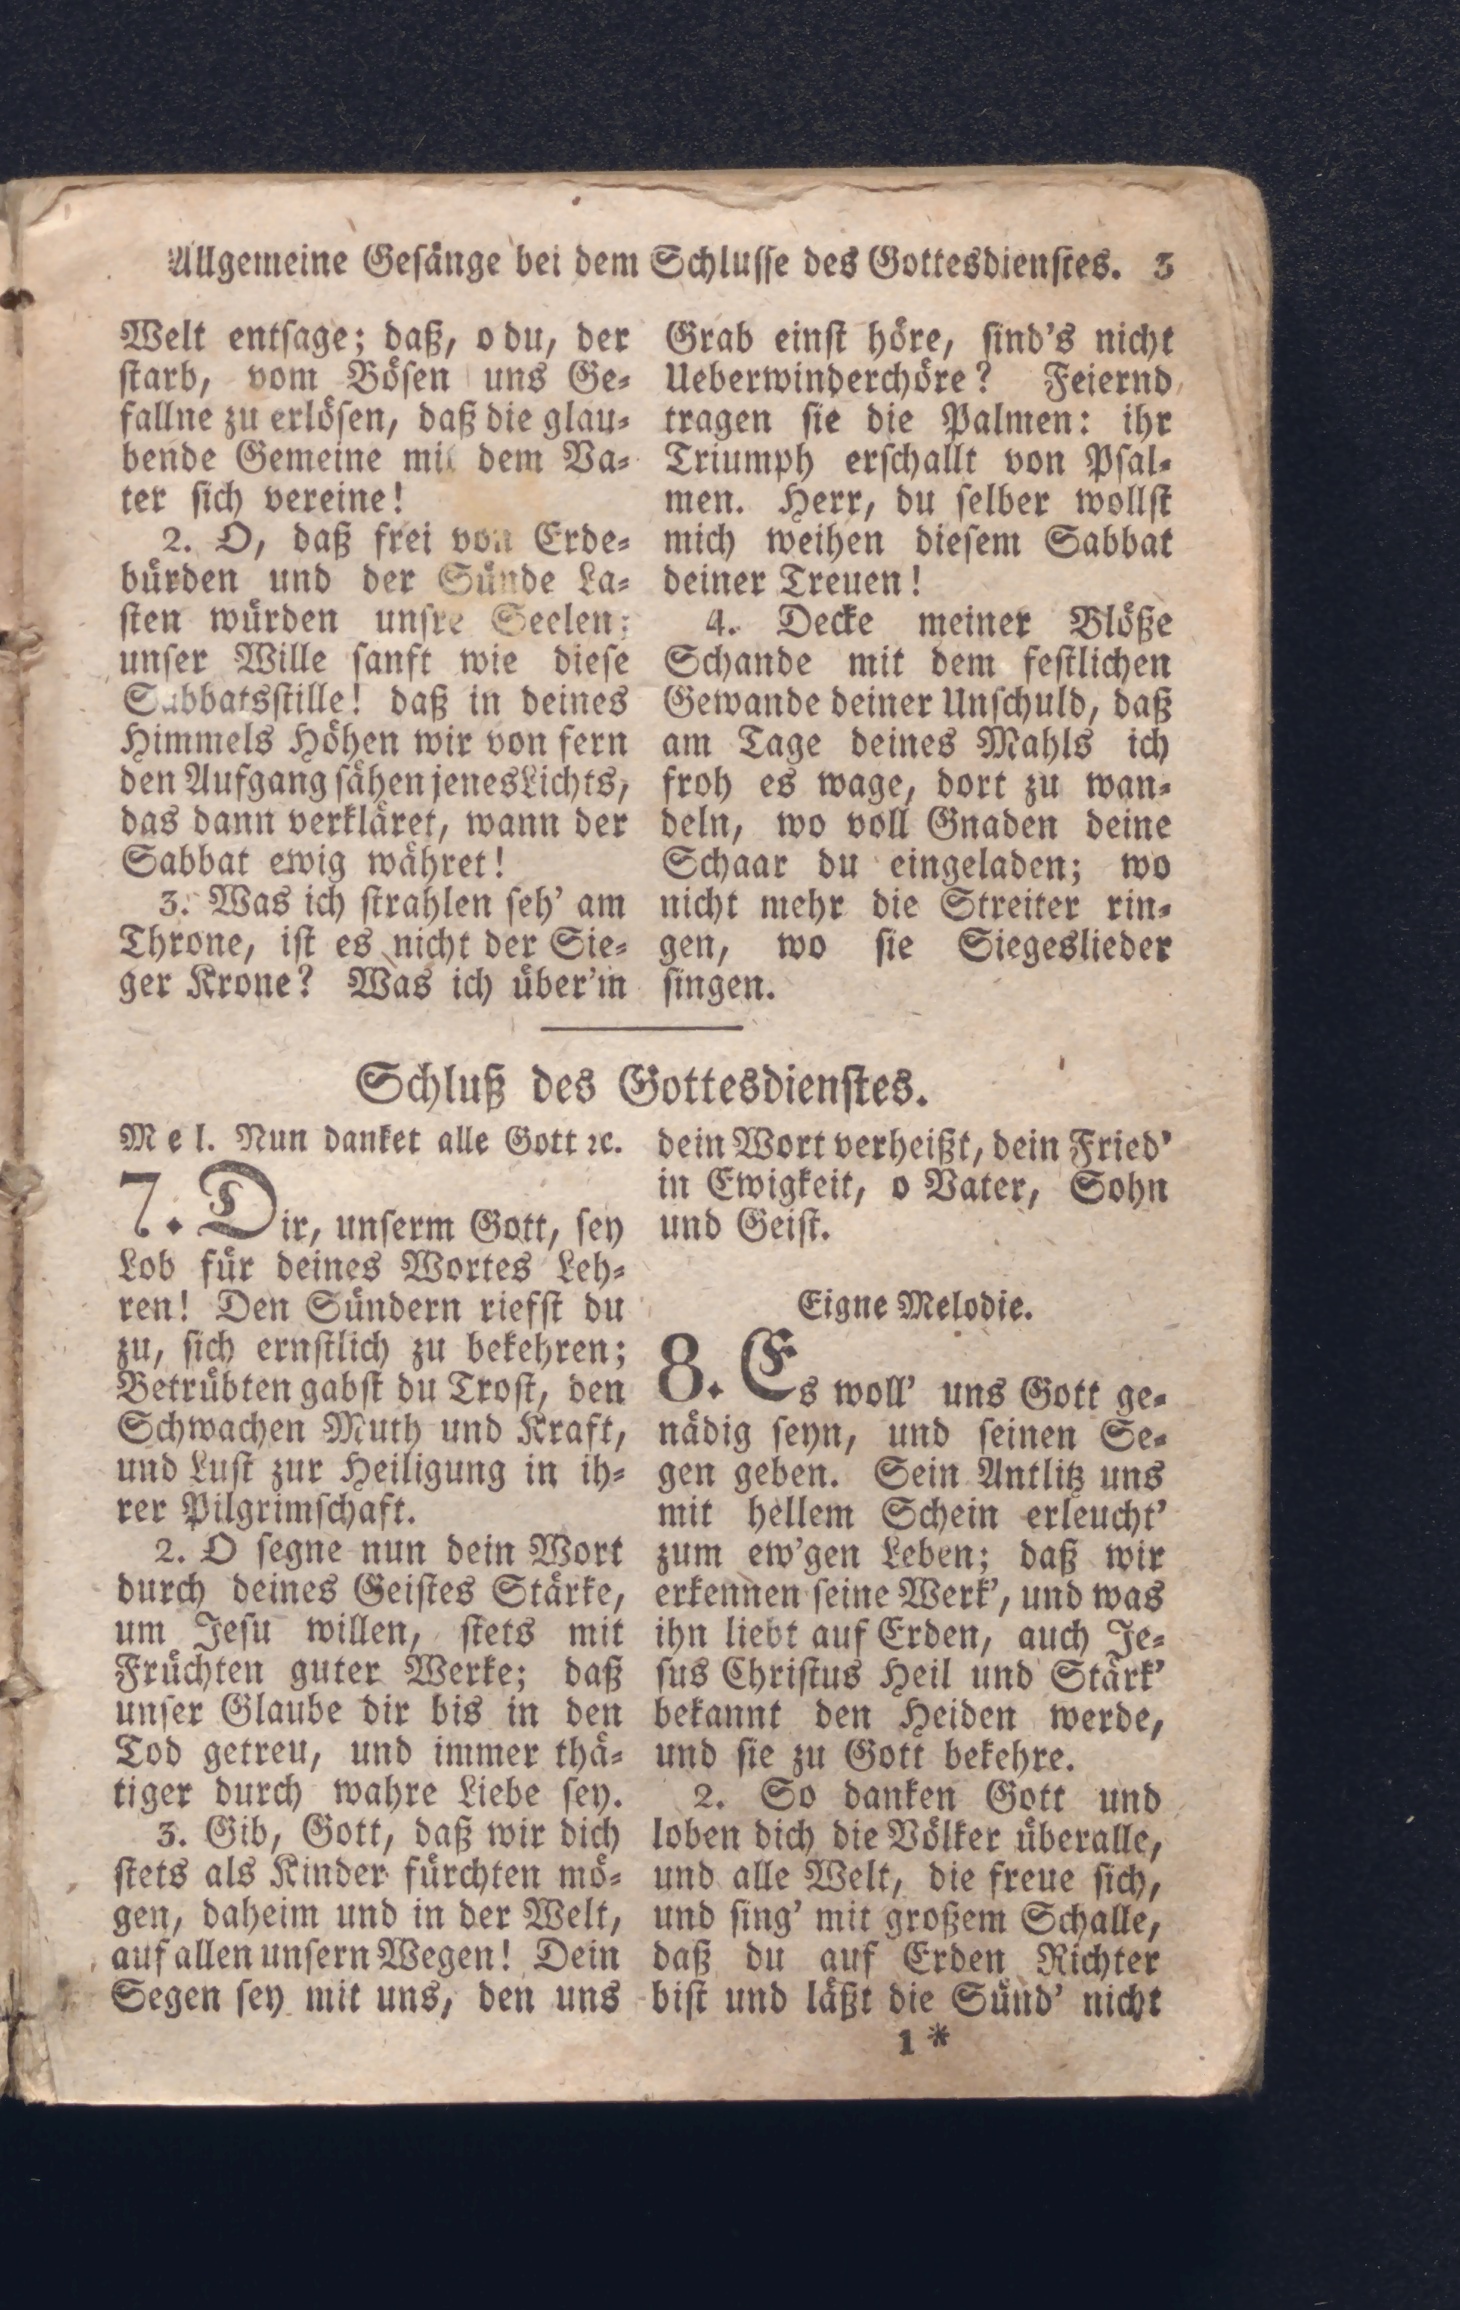 Allgemeine Gesänge bei dem Schlusse des Gottesdienstes. 3
Welt entsage; daß, o du, der
starb, vom Bösen uns Ge-
fallne zu erlösen, daß die glau-
bende Gemeine mit dem Va-
ter sich vereine!
2. O, daß frei von Erde-
bürden und der Sünde La-
sten würden unsre Seelen;
unser Wille sanft wie diese
Sabbatsstille! daß in deines
Himmels Höhen wir von fern
den Aufgang sähen jenes Lichts,
das dann verkläret, wann der
Sabbat ewig währet!
3. Was ich strahlen seh' am
Throne, ist es nicht der Sie-
ger Krone? Was ich über'm
Grab einst höre, sind's nicht
Ueberwinderchöre? Feiernd
tragen sie die Palmen: ihr
Triumph erschallt von Psal-
men. Herr, du selber wollst
mich weihen diesem Sabbat
deiner Treuen!
4. Decke meiner Blöße
Schande mit dem festlichen
Gewande deiner Unschuld, daß
am Tage deines Mahls ich
froh es wage, dort zu wan-
deln, wo voll Gnaden deine
Schaar du eingeladen; wo
nicht mehr die Streiter rin-
gen, wo sie Siegeslieder
singen.
Schluß des Gottesdienstes.
Mel. Nun danket alle Gott ꝛc.
7. Dir, unserm Gott, sey
Lob für deines Wortes Leh-
ren! Den Sündern riefst du
zu, sich ernstlich zu bekehren;
Betrübten gabst du Trost, den
Schwachen Muth und Kraft,
und Lust zur Heiligung in ih-
rer Pilgrimschaft.
2. O segne nun dein Wort
durch deines Geistes Stärke,
um Jesu willen, stets mit
Früchten guter Werke; daß
unser Glaube dir bis in den
Tod getreu, und immer thä-
tiger durch wahre Liebe sey.
3. Gib, Gott, daß wir dich
stets als Kinder fürchten mö-
gen, daheim und in der Welt,
auf allen unsern Wegen! Dein
Segen sey mit uns, den uns
dein Wort verheißt, dein Fried'
in Ewigkeit, o Vater, Sohn
und Geist.
Eigne Melodie.
8. Es woll' uns Gott ge-
nädig seyn, und seinen Se-
gen geben. Sein Antlitz uns
mit hellem Schein erleucht'
zum ew'gen Leben; daß wir
erkennen seine Werk', und was
ihn liebt auf Erden, auch Je-
sus Christus Heil und Stärk'
bekannt den Heiden werde,
und sie zu Gott bekehre.
2. So danken Gott und
loben dich die Völker überalle,
und alle Welt, die freue sich,
und sing' mit großem Schalle,
daß du auf Erden Richter
bist und läßt die Sünd' nicht
1*